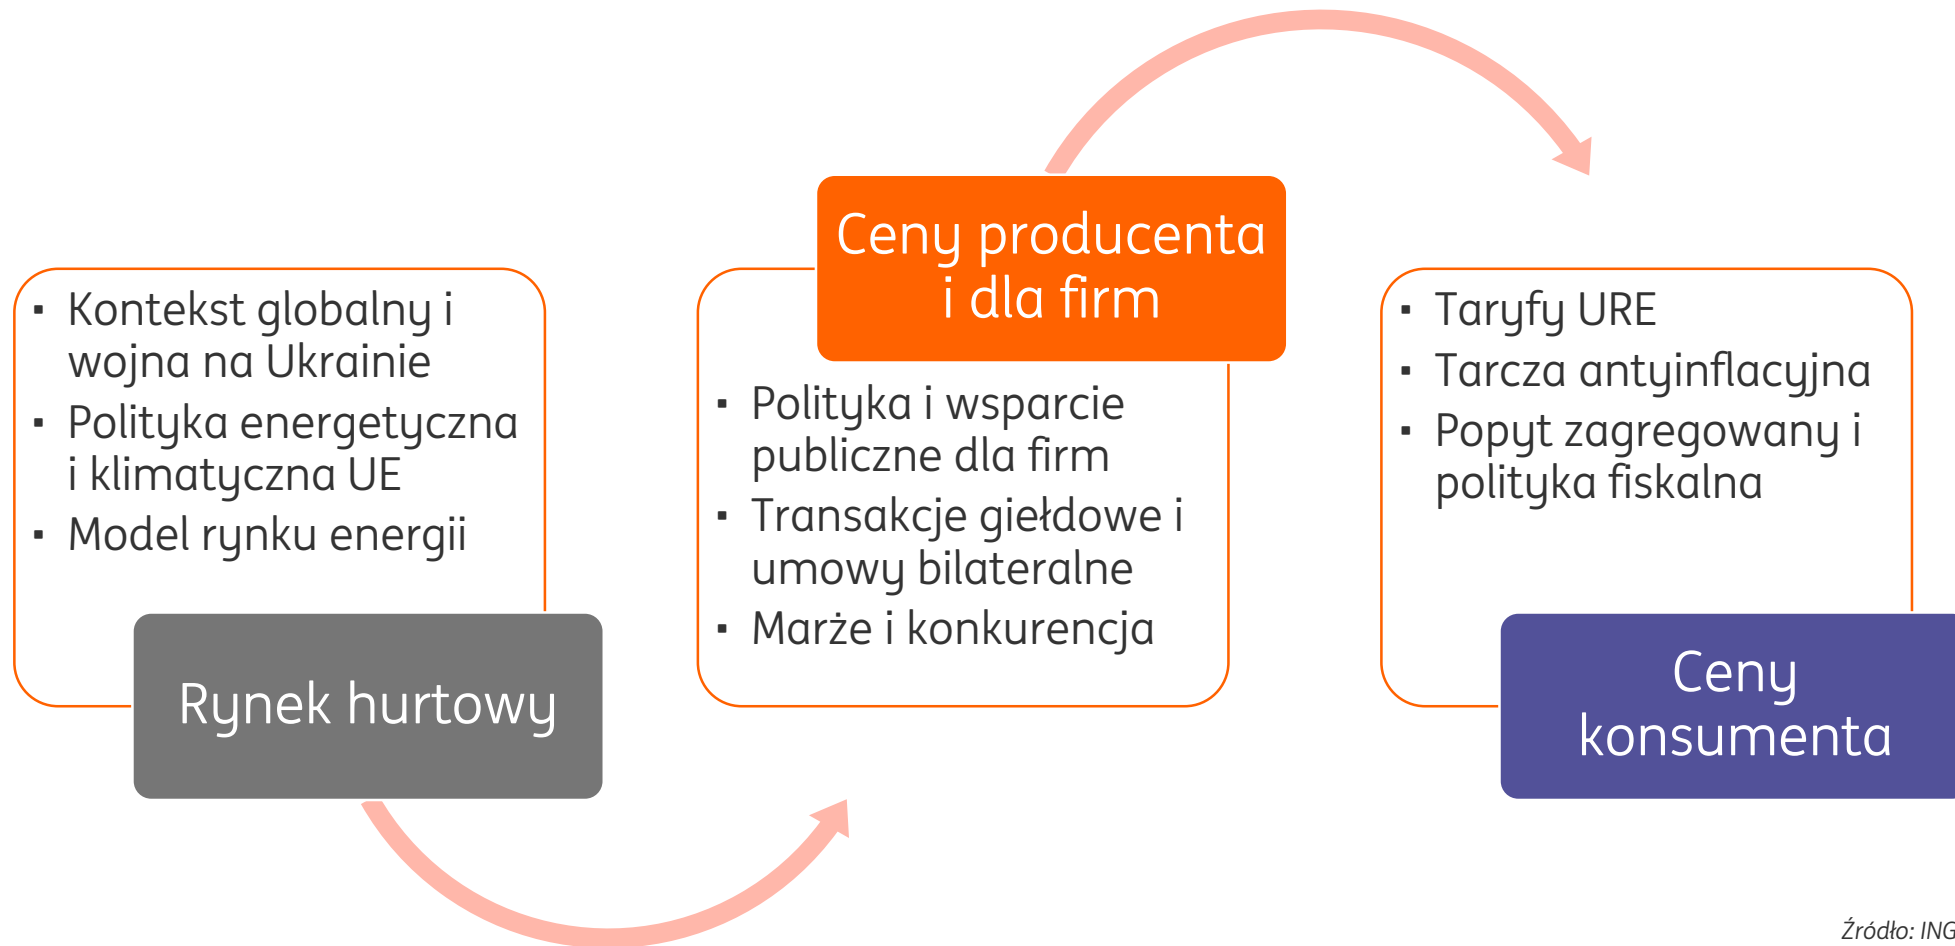 ▪ Kontekst globalny i
wojna na Ukrainie
▪ Polityka energetyczna
i klimatyczna UE
▪ Model rynku energii
Rynek hurtowy
Ceny producenta
i dla firm
▪ Polityka i wsparcie
publiczne dla firm
▪ Transakcje giełdowe i
umowy bilateralne
▪ Marże i konkurencja
▪ Taryfy URE
▪ Tarcza antyinflacyjna
▪ Popyt zagregowany i
polityka fiskalna
Ceny
konsumenta
Źródło: ING